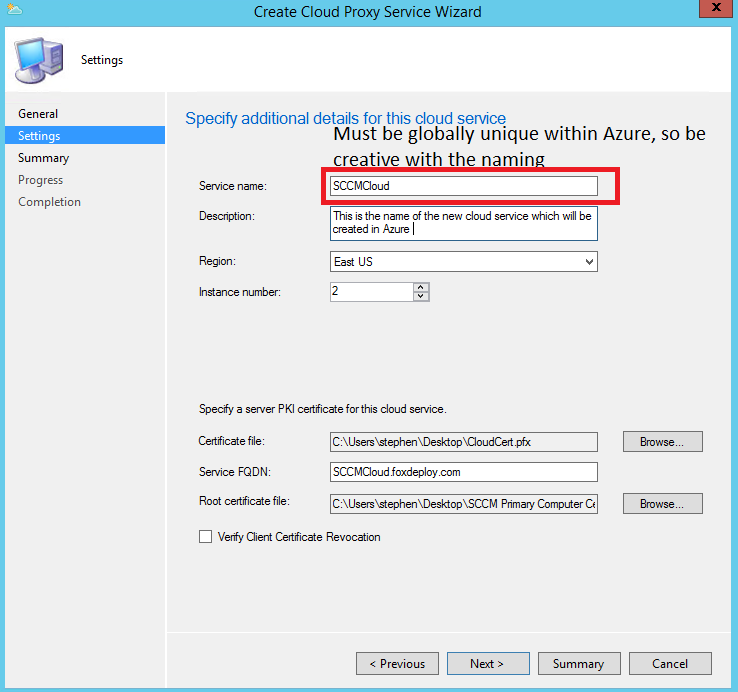 Create Cloud Proxy Service Wizard
x
Settings
General
Settings
Summary
Progress
Completion
Specify additional details for this cloud service
Must be globally unique within Azure, so be
creative with the naming
Service name:
SCCMCloud
Description:
This is the name of the new cloud service which will be
created in Azure
Region:
East US
Instance number:
2
Specify a server PKI certificate for this cloud service.
Certificate file:
C:\Users\stephen\Desktop\CloudCert.pfx
Browse...
Service FQDN:
SCCMCloud.foxdeploy.com
Root certificate file:
C:\Users\stephen\Desktop\SCCM Primary Computer Ce
Browse...
Verify Client Certificate Revocation
< Previous
Next >
Summary
Cancel